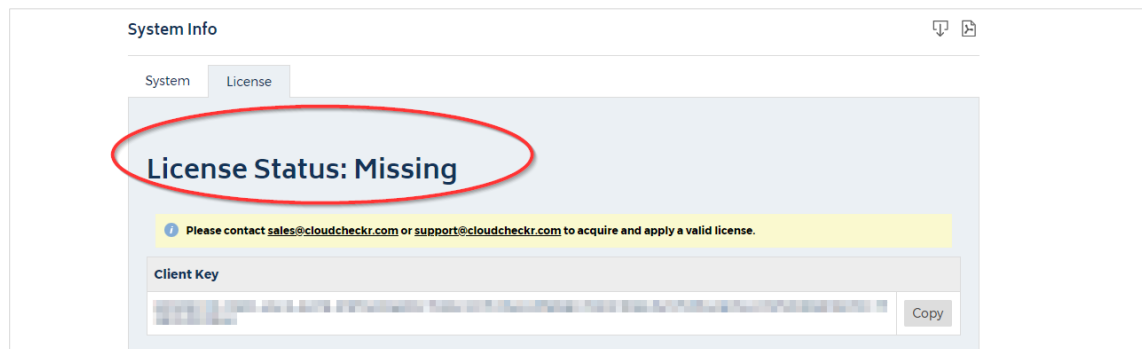 System Info
System
License
License Status: Missing
Please contact sales@cloudcheckr.com or support@cloudcheckr.com to acquire and apply a valid license.
Client Key
Copy